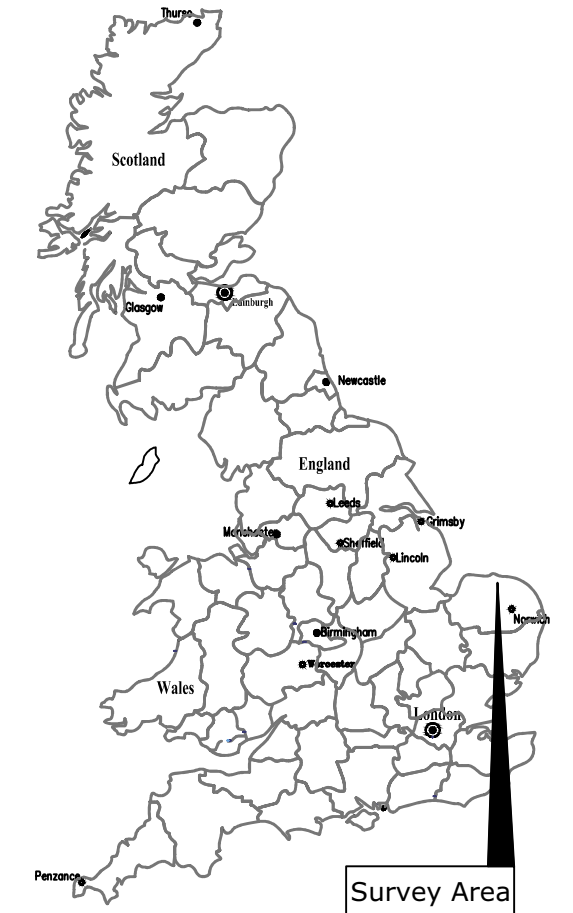 Thurso
Scotland
Edinburgh
Glasgow
Newcastle
England
Leeds
Grimsby
Manchester
Sheffield
Lincoln
Norwich
Birmingham
Worcester
Wales
London
Penzance
Survey Area